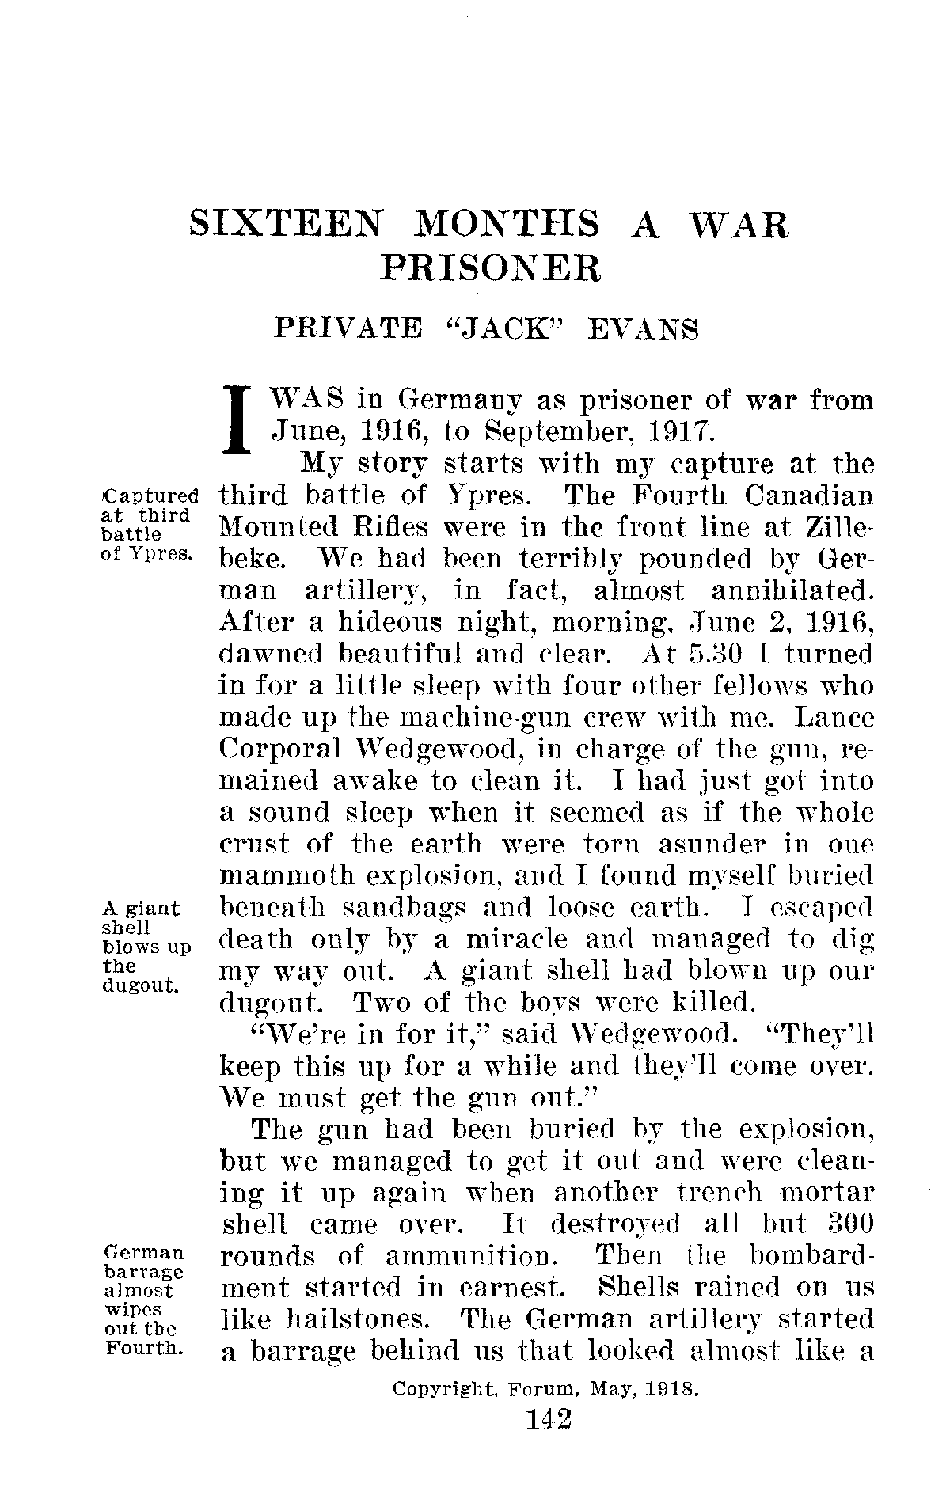 SIXTEEN MONTHS A WAR
PRISONER
PRIVATE "JACK" EVANS
I WAS in Germany as prisoner of war from
June, 1916, to September, 1917.
My story starts with my capture at the
Captured
at third
battle
of Ypres.
third battle of Ypres. The Fourth Canadian
Mounted Rifles were in the front line at Zille-
beke. We had been terribly pounded by Ger-
man artillery, in fact, almost annihilated.
After a hideous night, morning, June 2, 1916,
dawned beautiful and clear. At 5.30 I turned
in for a little sleep with four other fellows who
made up the machine-gun crew with me. Lance
Corporal Wedgewood, in charge of the gun, re-
mained awake to clean it. I had just got into
a sound sleep when it seemed as if the whole
crust of the earth were torn asunder in one
mammoth explosion, and I found myself buried
A giant
shell
blows up
the
dugout.
beneath sandbags and loose earth. I escaped
death only by a miracle and managed to dig
my way out. A giant shell had blown up our
dugout. Two of the boys were killed.
"We're in for it," said Wedgewood. "They'll
keep this up for a while and they'll come over.
We must get the gun out."
The gun had been buried by the explosion,
but we managed to get it out and were clean-
ing it up again when another trench mortar
shell came over. It destroyed all but 300
German
barrage
almost
wipes
out the
Fourth.
rounds of ammunition. Then the bombard-
ment started in earnest. Shells rained on us
like hailstones. The German artillery started
a barrage behind us that looked almost like a
Copyright, Forum, May, 1918.
142